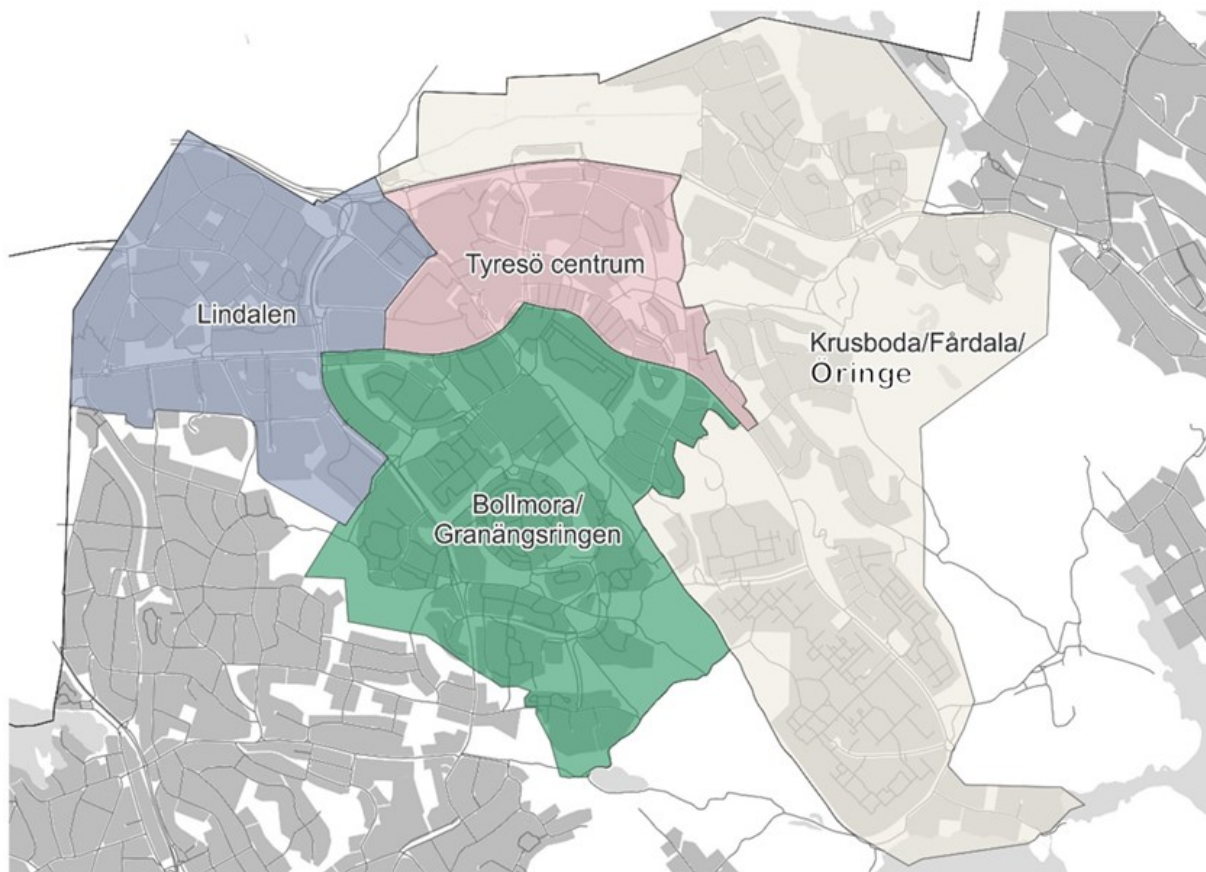 Tyresö centrum
Lindalen
Krusboda/Fårdala/
Öringe
Bollmora/
Granängsringen